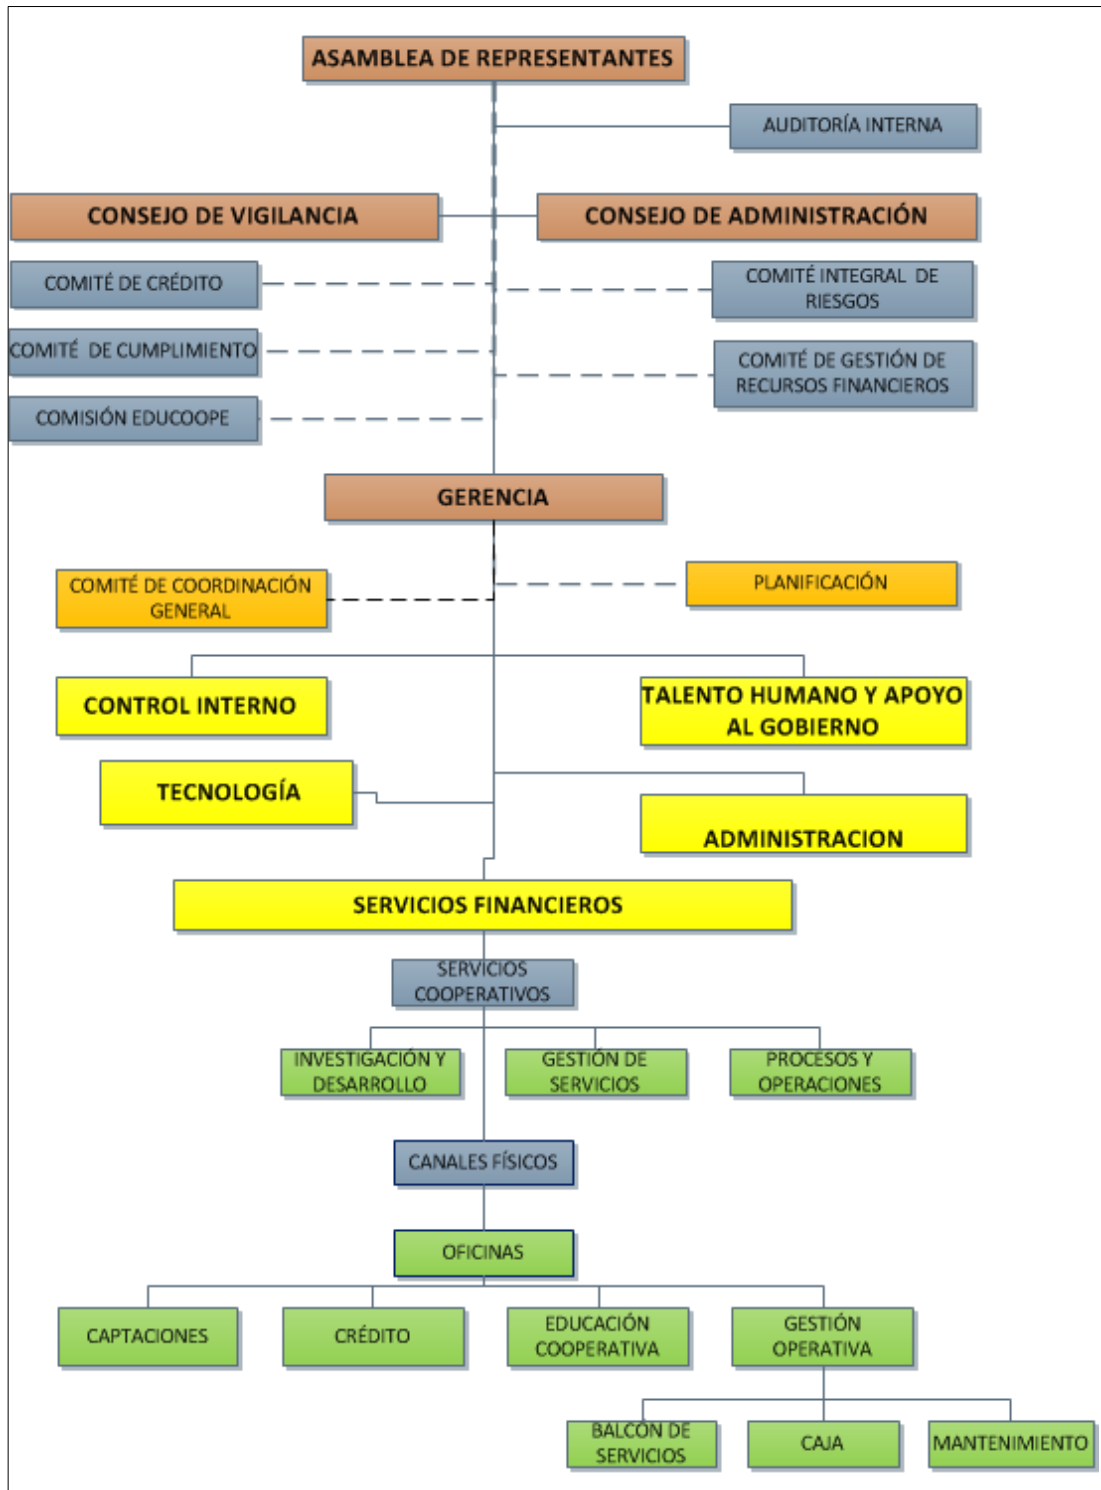 ASAMBLEA DE REPRESENTANTES
AUDITORÍA INTERNA
CONSEJO DE VIGILANCIA
CONSEJO DE ADMINISTRACIÓN
COMITÉ DE CRÉDITO
COMITÉ INTEGRAL DE
RIESGOS
COMITÉ DE CUMPLIMIENTO
COMITÉ DE GESTIÓN DE
RECURSOS FINANCIEROS
COMISIÓN EDUCOOPE
GERENCIA
COMITÉ DE COORDINACIÓN
GENERAL
PLANIFICACIÓN
CONTROL INTERNO
TALENTO HUMANO Y APOYO
AL GOBIERNO
TECNOLOGÍA
ADMINISTRACION
SERVICIOS FINANCIEROS
SERVICIOS
COOPERATIVOS
INVESTIGACIÓN Y
DESARROLLO
GESTIÓN DE
SERVICIOS
PROCESOS Y
OPERACIONES
CANALES FÍSICOS
OFICINAS
CAPTACIONES
CRÉDITO
EDUCACIÓN
COOPERATIVA
GESTIÓN
OPERATIVA
BALCÓN DE
SERVICIOS
CAJA
MANTENIMIENTO